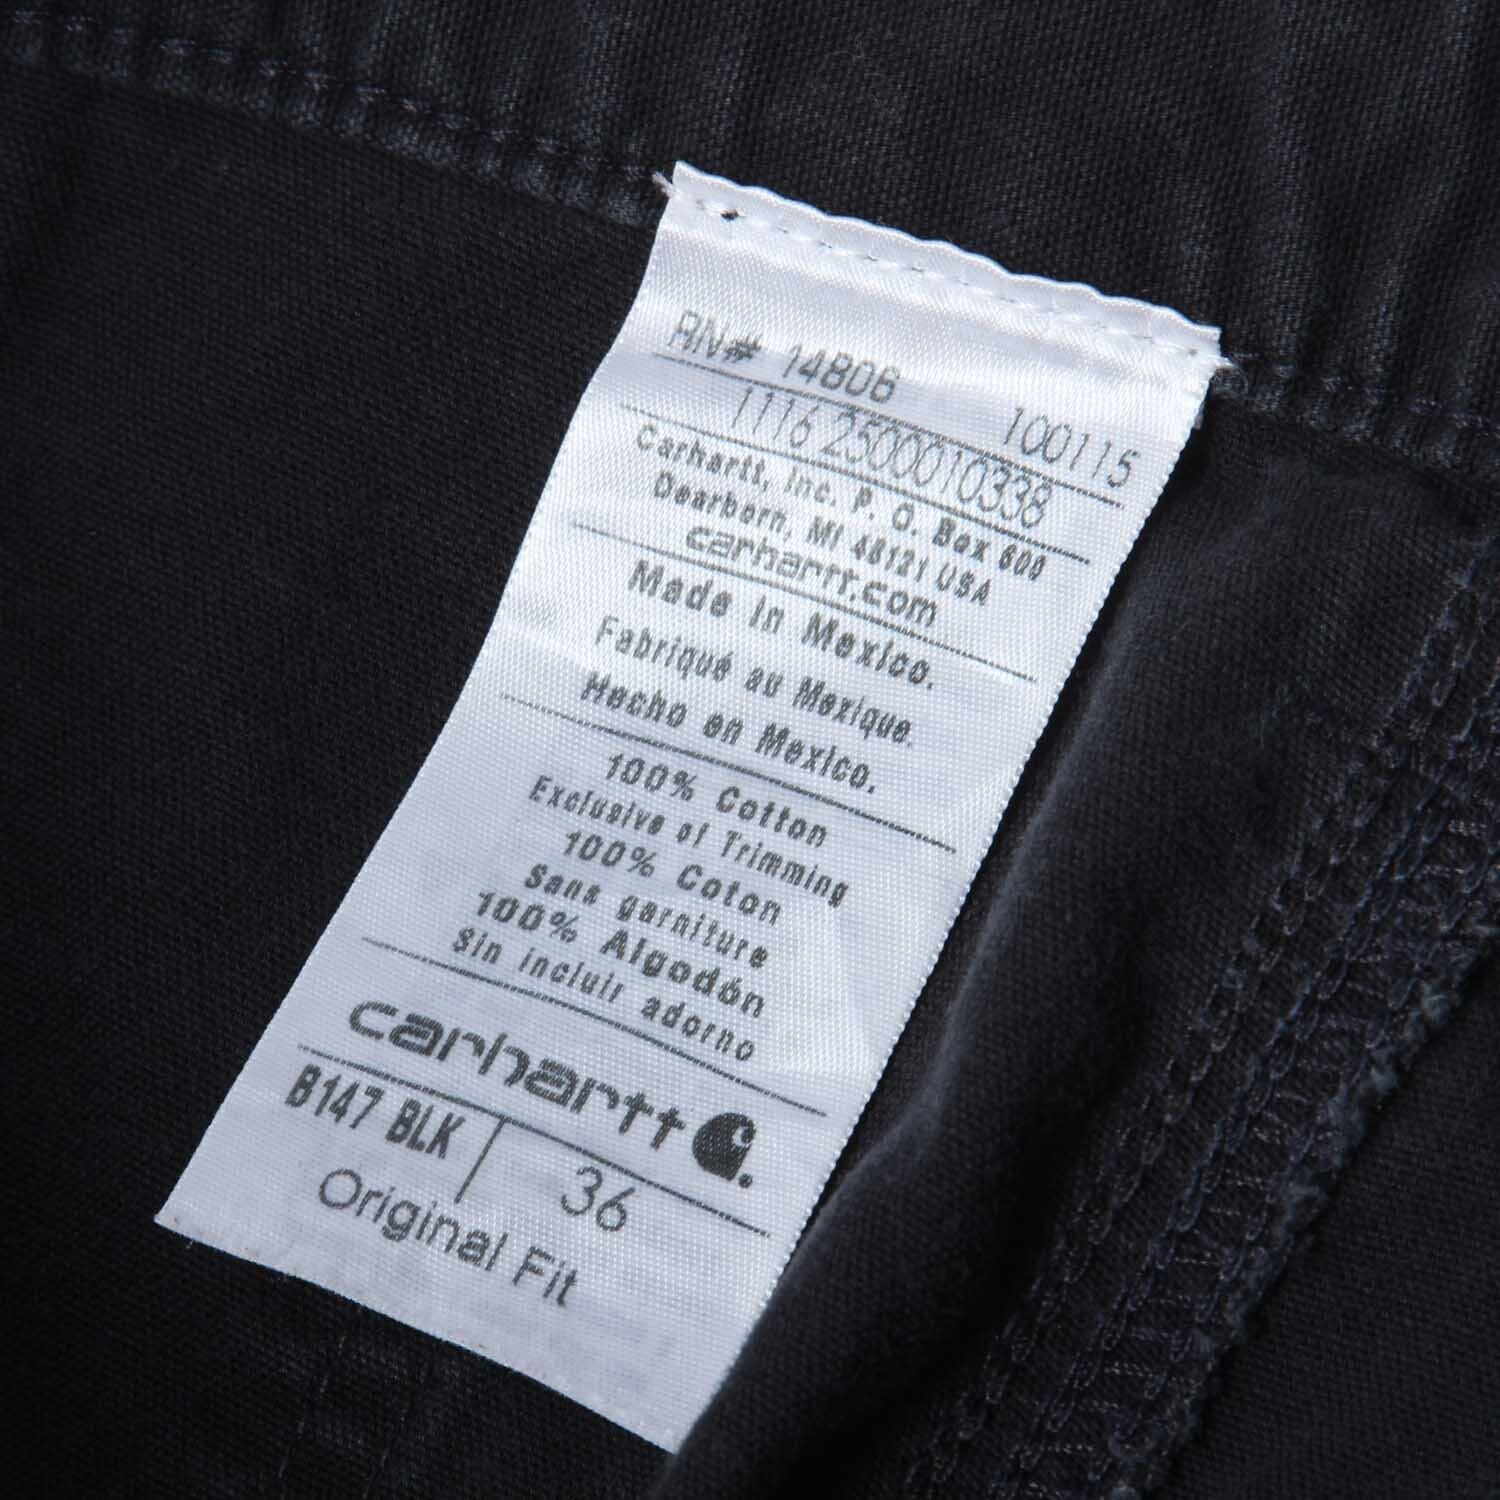 RN# 14806 100115
1116 2500010338
Carhartt, Inc. P. O. Box 600
Dearborn, MI 48121 USA
carhartt.com
Made in Mexico.
Fabriqué au Mexique.
Hecho en Mexico.
100% Cotton
Exclusive of Trimming
100% Coton
Sans garniture
100% Algodón
Sin incluir adorno
carhartt
B147 BLK 36
Original Fit